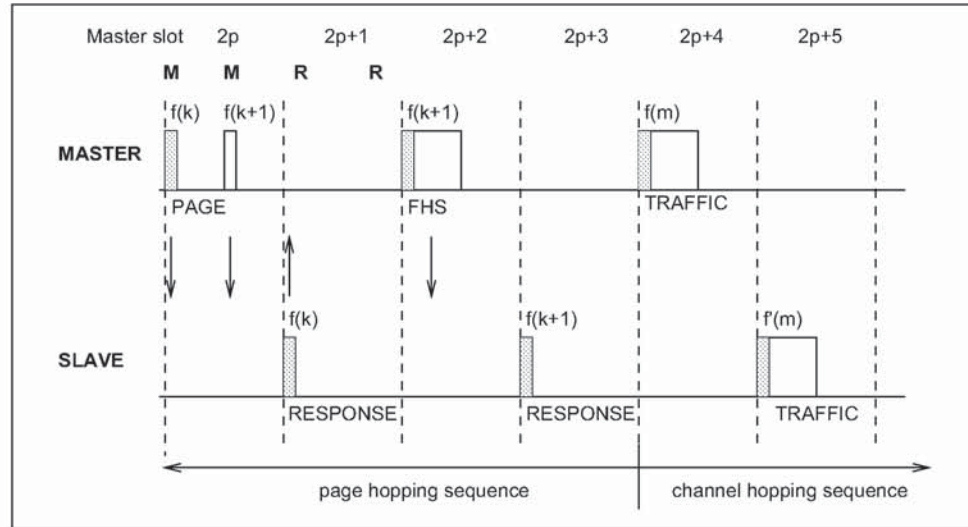 Master slot 2p 2p+1 2p+2 2p+3 2p+4 2p+5
M M R R
f(k) f(k+1) f(k+1) f(m)
MASTER
PAGE FHS TRAFFIC
f(k) f(k+1) f'(m)
SLAVE
RESPONSE RESPONSE TRAFFIC
page hopping sequence channel hopping sequence